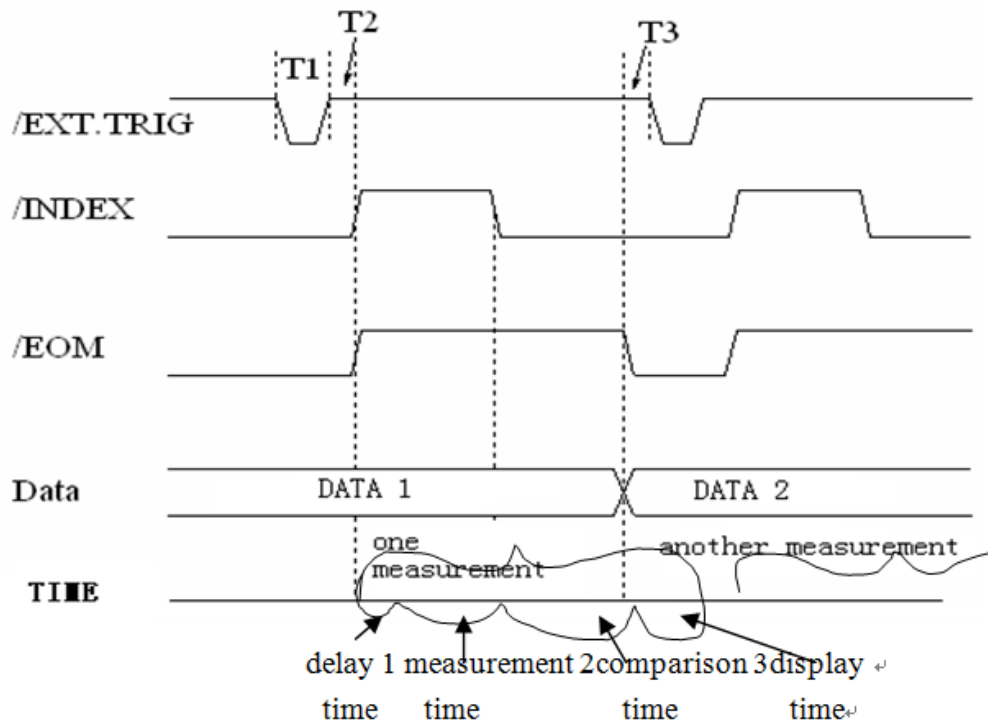 T2
T3
T1
/EXT.TRIG
/INDEX
/EOM
Data
DATA 1
DATA 2
one
another measurement
measurement
TIME
delay 1 measurement 2comparison 3display
time time time time